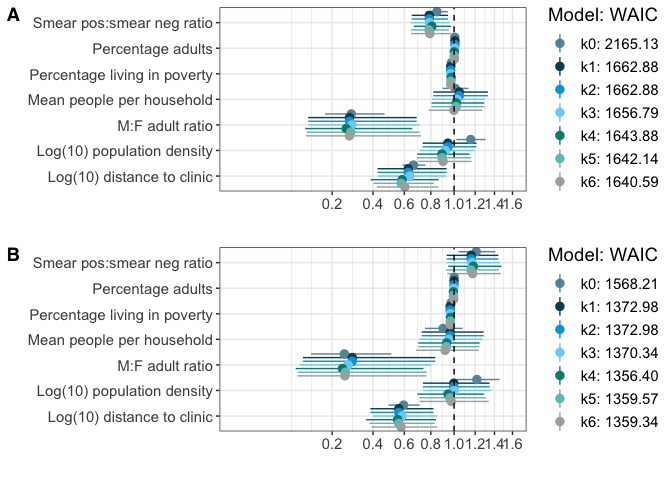 A
Smear pos:smear neg ratio
Percentage adults
Percentage living in poverty
Mean people per household
M:F adult ratio
Log(10) population density
Log(10) distance to clinic
0.2 0.4 0.6 0.8 1.0 1.2 1.4 1.6
Model: WAIC
k0: 2165.13
k1: 1662.88
k2: 1662.88
k3: 1656.79
k4: 1643.88
k5: 1642.14
k6: 1640.59
B
Smear pos:smear neg ratio
Percentage adults
Percentage living in poverty
Mean people per household
M:F adult ratio
Log(10) population density
Log(10) distance to clinic
0.2 0.4 0.6 0.8 1.0 1.2 1.4 1.6
Model: WAIC
k0: 1568.21
k1: 1372.98
k2: 1372.98
k3: 1370.34
k4: 1356.40
k5: 1359.57
k6: 1359.34